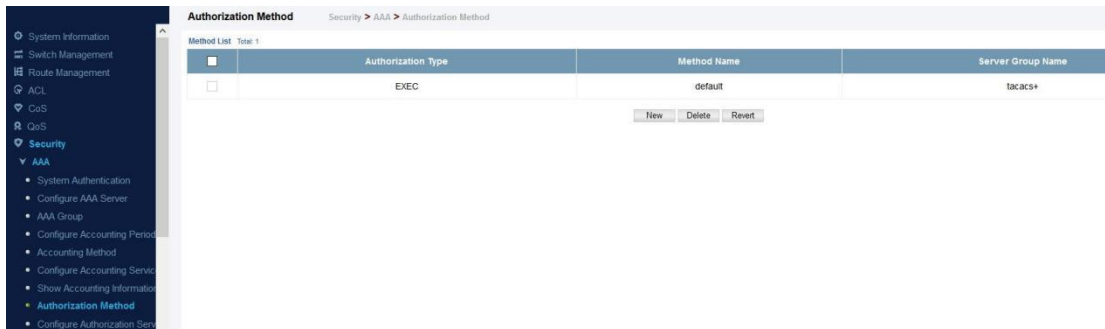 Authorization Method Security > AAA > Authorization Method
System Information
Switch Management
Route Management
ACL
CoS
QoS
Security
AAA
System Authentication
Configure AAA Server
AAA Group
Configure Accounting Period
Accounting Method
Configure Accounting Servic
Show Accounting Information
Authorization Method
Configure Authorization Serv
Method List Total: 1
Authorization Type Method Name Server Group Name
EXEC default tacacs+
New Delete Revert